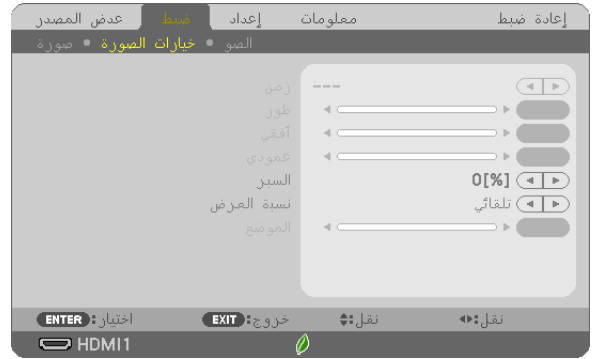 عرض المصدر ضبط إعداد معلومات إعادة ضبط
صورة • خيارات الصورة • الصو
زمن ---
طور
أفقي
عمودي
السبر 0[%]
نسبة العرض تلقائي
الموضع
ENTER: اختيار EXIT: خروج نقل: نقل:
HDMI1